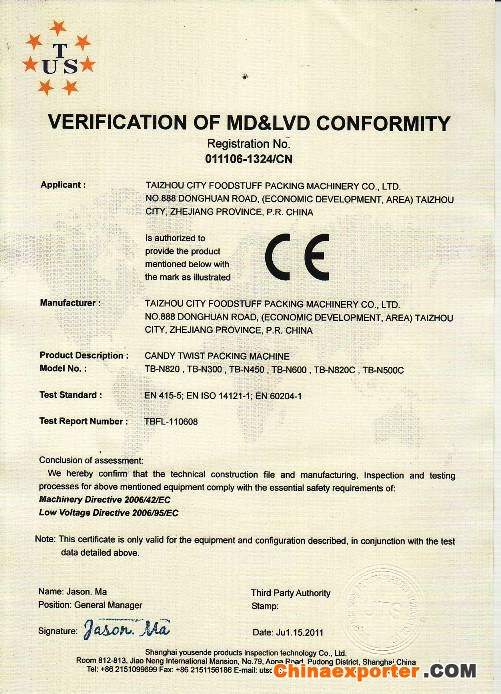 T
US
VERIFICATION OF MD&LVD CONFORMITY
Registration No.
011106-1324/CN
Applicant :
TAIZHOU CITY FOODSTUFF PACKING MACHINERY CO., LTD.
NO.888 DONGHUAN ROAD, (ECONOMIC DEVELOPMENT, AREA) TAIZHOU
CITY, ZHEJIANG PROVINCE, P.R. CHINA
Is authorized to
provide the product
mentioned below with
the mark as illustrated
CE
Manufacturer :
TAIZHOU CITY FOODSTUFF PACKING MACHINERY CO., LTD.
NO.888 DONGHUAN ROAD, (ECONOMIC DEVELOPMENT, AREA) TAIZHOU
CITY, ZHEJIANG PROVINCE, P.R. CHINA
Product Description : CANDY TWIST PACKING MACHINE
Model No. : TB-N820 , TB-N300 , TB-N450 , TB-N600 , TB-N820C , TB-N500C
Test Standard : EN 415-5; EN ISO 14121-1; EN 60204-1
Test Report Number : TBFL-110608
Conclusion of assessment:
We hereby confirm that the technical construction file and manufacturing, Inspection and testing
processes for above mentioned equipment comply with the essential safety requirements of:
Machinery Directive 2006/42/EC
Low Voltage Directive 2006/95/EC
Note: This certificate is only valid for the equipment and configuration described, in conjunction with the test
data detailed above.
Name: Jason. Ma
Position: General Manager
Signature: Jason. Ma
Third Party Authority
Stamp:
Date: Ju1.15.2011
Shanghai yousende products inspection technology Co., Ltd.
Room 812-813, Jiao Neng International Mansion, No.79, Aona Road, Pudong District, Shanghai,China
Tel: +86 2151099699 Fax: +86 2151156186 E-mail:
Chinaexporter.COM